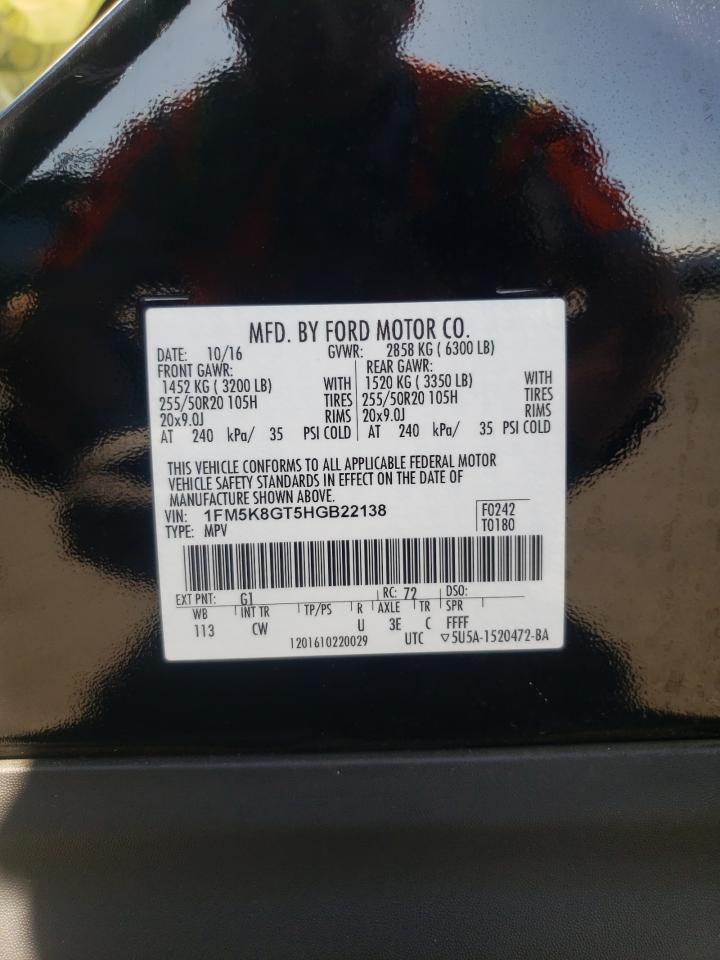 MFD. BY FORD MOTOR CO.
DATE: 10/16 GVWR: 2858 KG ( 6300 LB)
FRONT GAWR: REAR GAWR:
1452 KG ( 3200 LB) WITH 1520 KG ( 3350 LB) WITH
255/50R20 105H TIRES 255/50R20 105H TIRES
20x9.0J RIMS 20x9.0J RIMS
AT 240 kPa/ 35 PSI COLD AT 240 kPa/ 35 PSI COLD
THIS VEHICLE CONFORMS TO ALL APPLICABLE FEDERAL MOTOR
VEHICLE SAFETY STANDARDS IN EFFECT ON THE DATE OF
MANUFACTURE SHOWN ABOVE.
VIN: 1FM5K8GT5HGB22138 F0242
TYPE: MPV T0180
EXT PNT: G1 RC: 72 DSO:
WB INT TR TP/PS R AXLE TR SPR
113 CW U 3E C FFFF
1201610220029 UTC ▽5U5A-1520472-BA